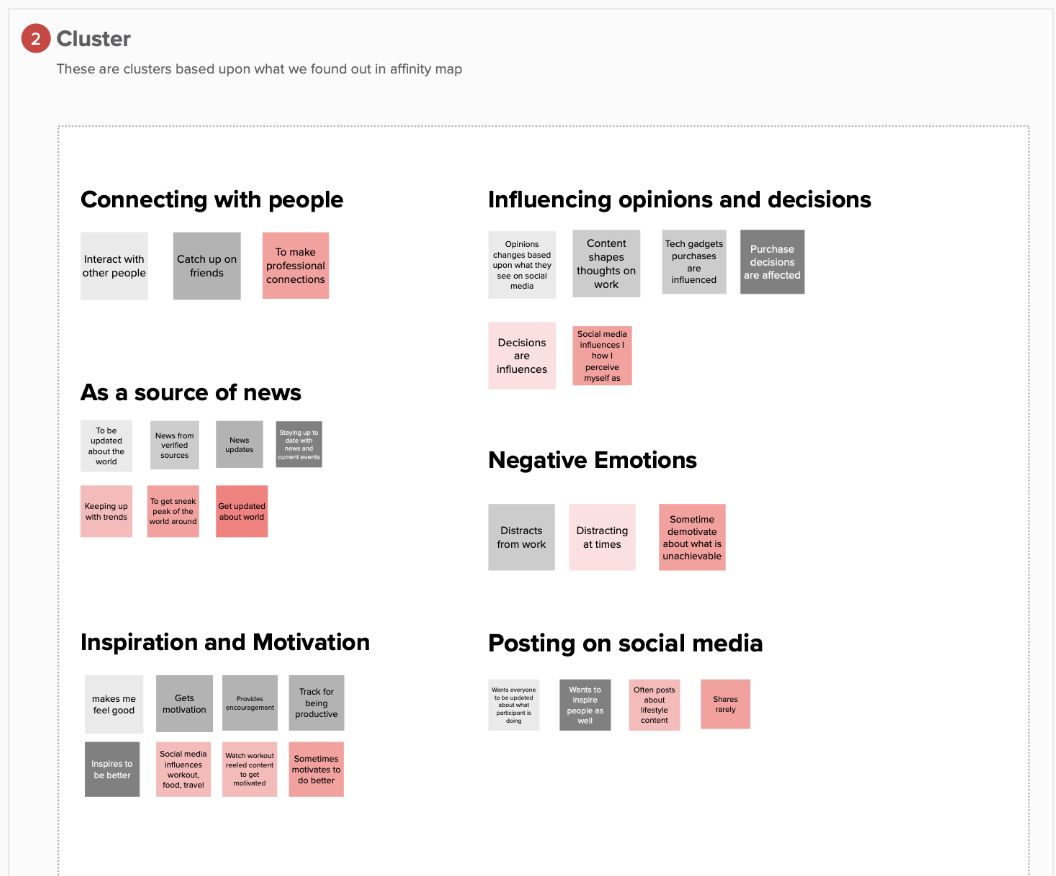 2 Cluster
These are clusters based upon what we found out in affinity map
Connecting with people
Interact with
other people
Catch up on
friends
To make
professional
connections
Influencing opinions and decisions
Opinions
changes based
upon what they
see on social
media
Content
shapes
thoughts on
work
Tech gadgets
purchases
are
influenced
Purchase
decisions
are affected
Decisions
are
influences
Social media
influences I
how I
perceive
myself as
As a source of news
To be
updated
about the
world
News from
verified
sources
News
updates
Staying up to
date with
news and
current events
Keeping up
with trends
To get sneak
peak of the
world around
Get updated
about world
Negative Emotions
Distracts
from work
Distracting
at times
Sometime
demotivate
about what is
unachievable
Inspiration and Motivation
makes me
feel good
Gets
motivation
Provides
encouragement
Track for
being
productive
Inspires to
be better
Social media
influences
workout,
food, travel
Watch workout
reeled content
to get
motivated
Sometimes
motivates to
do better
Posting on social media
Wants everyone
to be updated
about what
participant is
doing
Wants to
inspire
people as
well
Often posts
about
lifestyle
content
Shares
rarely